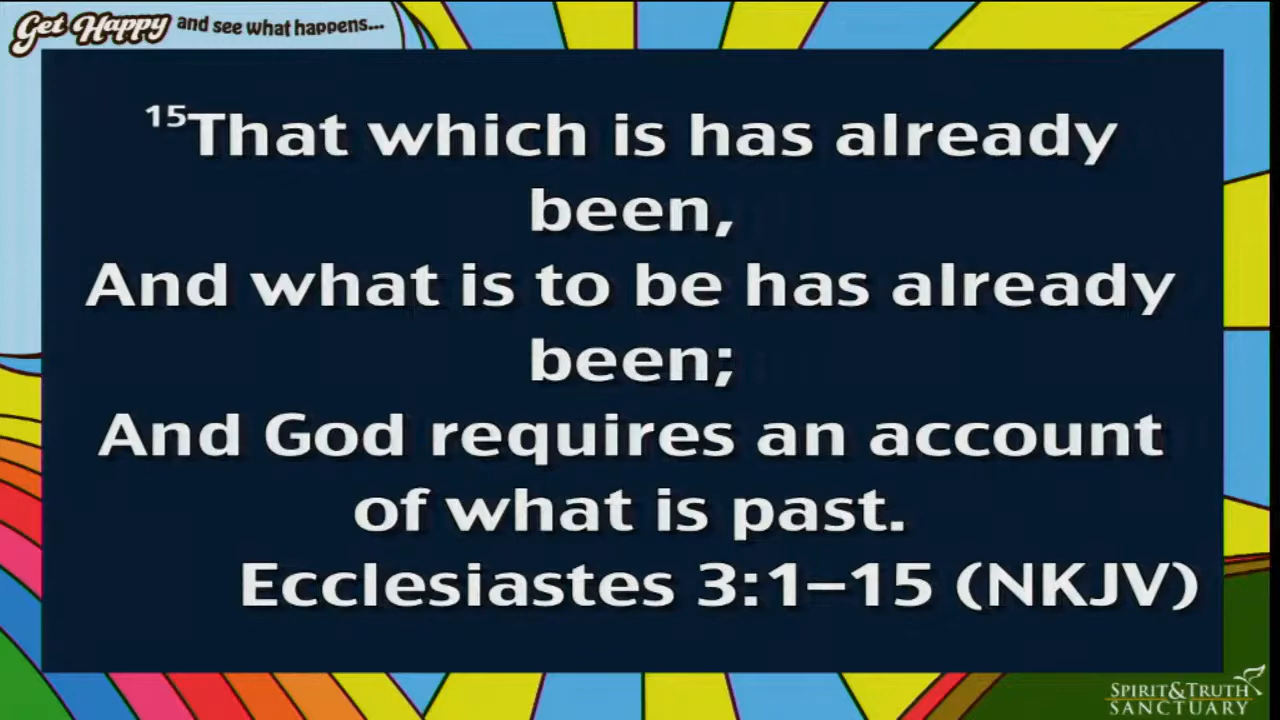 Get Happy and see what happens...
¹⁵That which is has already
been,
And what is to be has already
been;
And God requires an account
of what is past.
Ecclesiastes 3:1–15 (NKJV)
SPIRIT&TRUTH
SANCTUARY